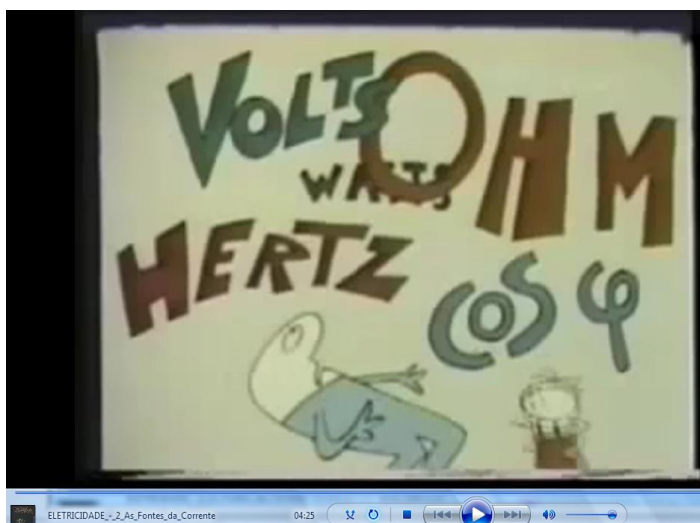 VOLTS
OHM
WATTS
HERTZ
COS φ
ELETRICIDADE_-_2_As_Fontes_da_Corrente
04:25